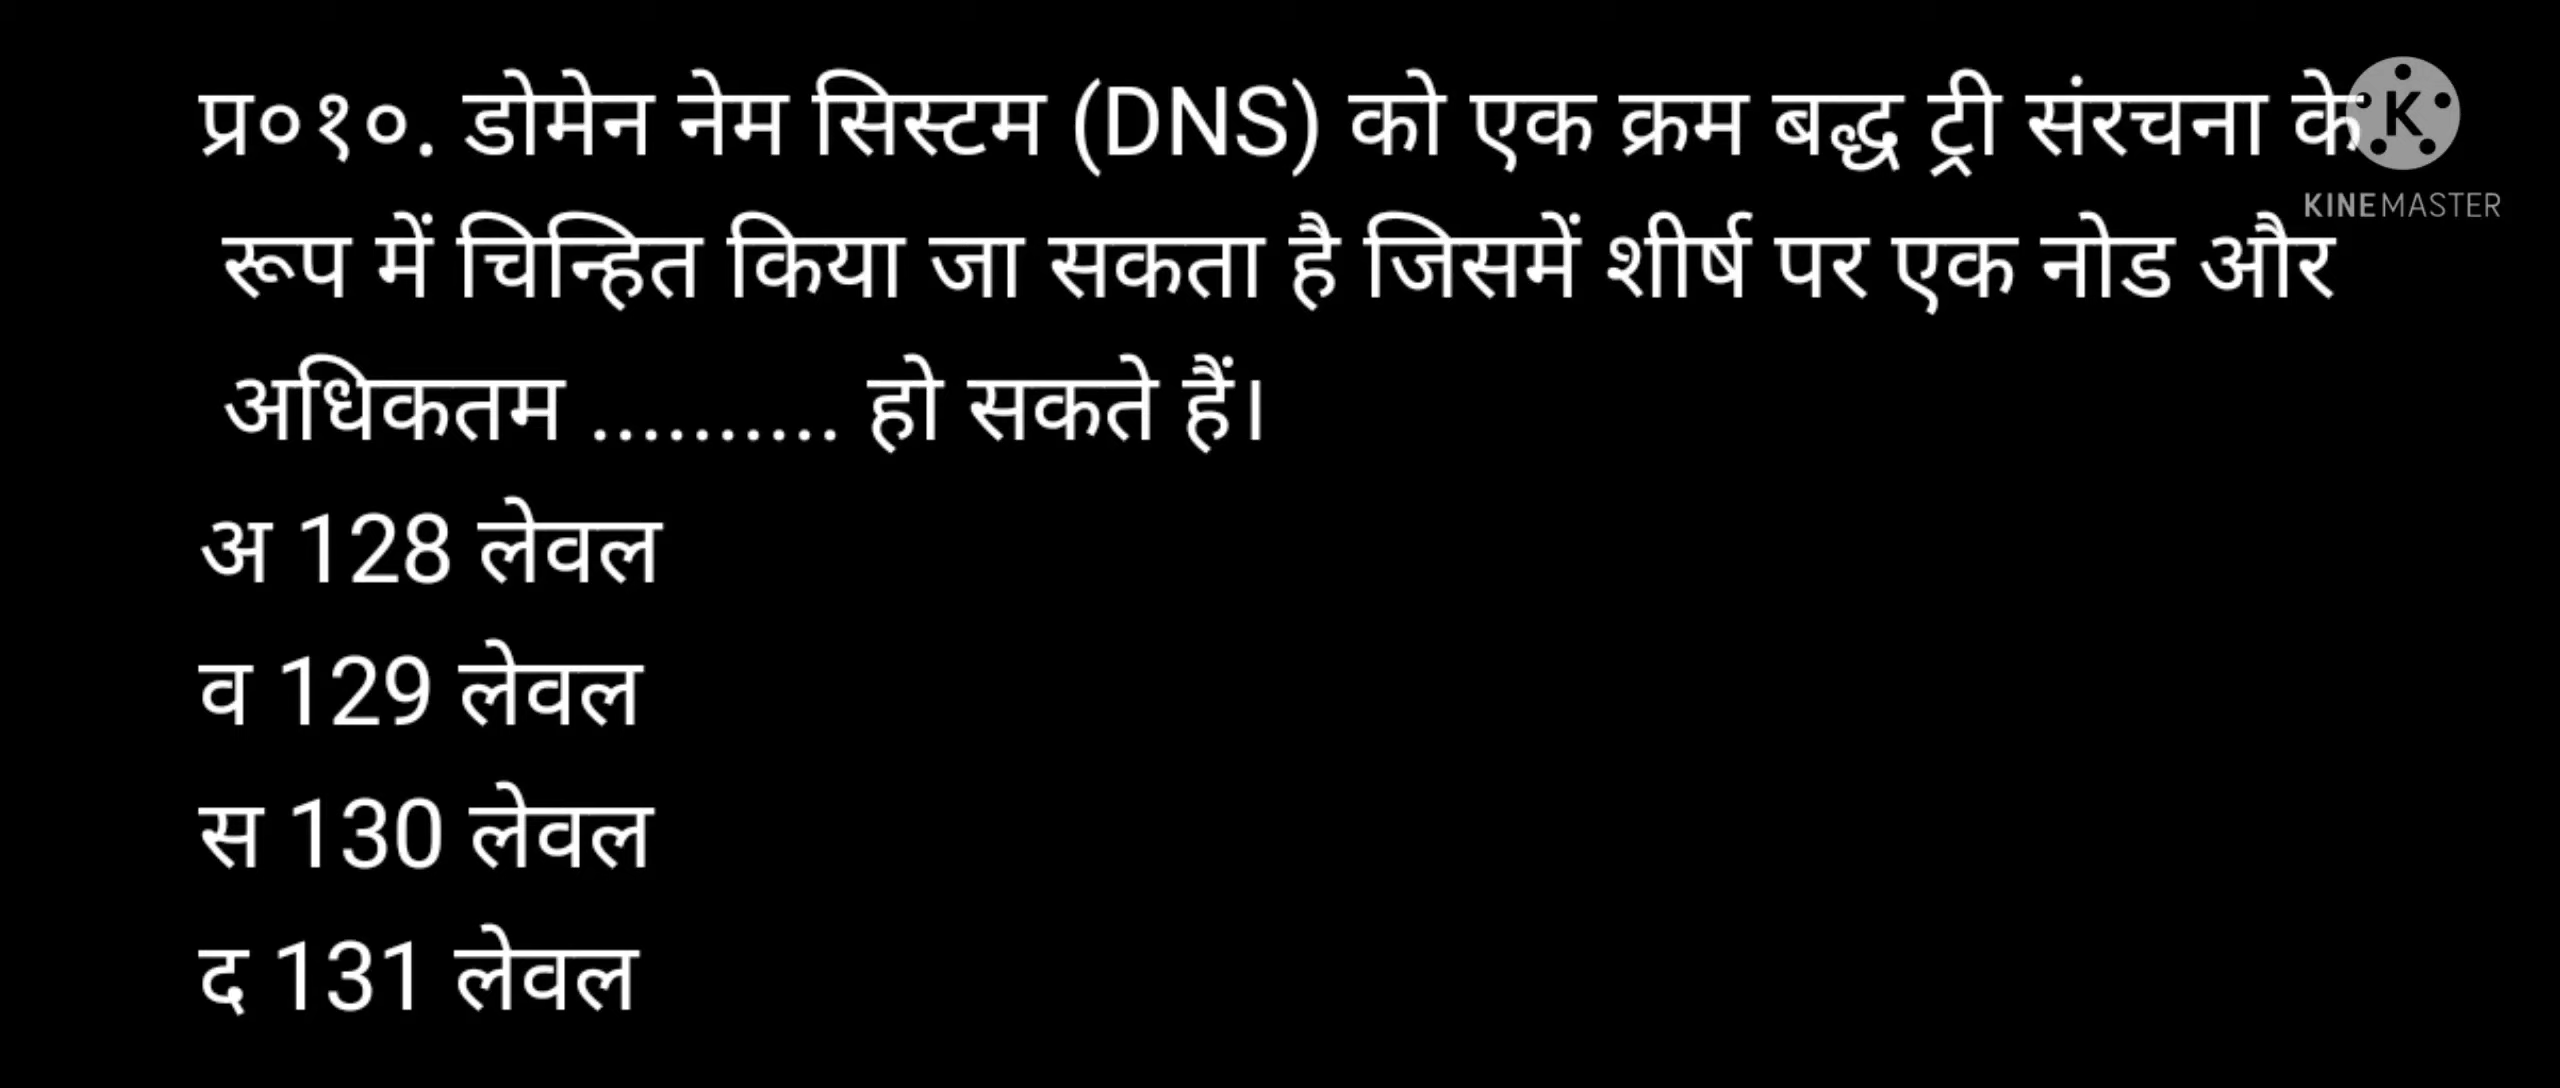 प्र०१०. डोमेन नेम सिस्टम (DNS) को एक क्रम बद्ध ट्री संरचना के
K
KINEMASTER
रूप में चिन्हित किया जा सकता है जिसमें शीर्ष पर एक नोड और
अधिकतम .......... हो सकते हैं।
अ 128 लेवल
व 129 लेवल
स 130 लेवल
द 131 लेवल